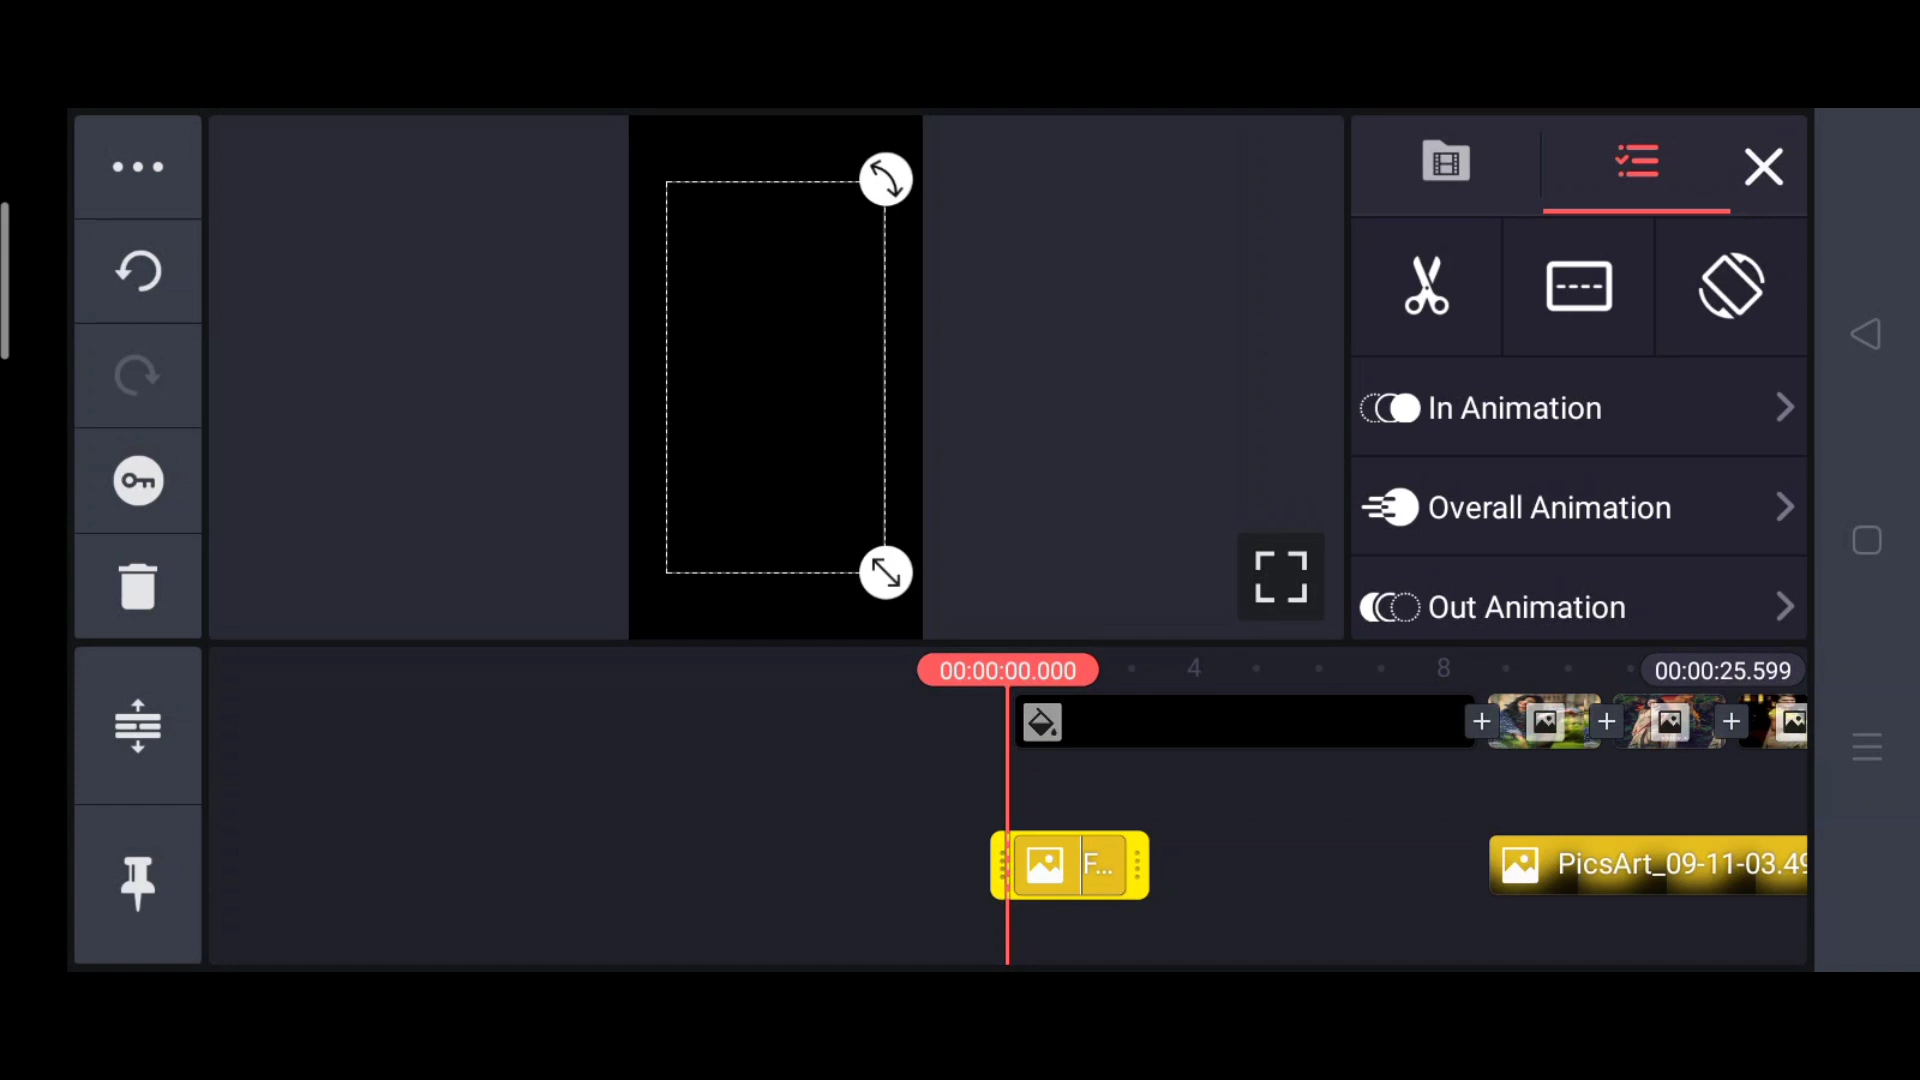 In Animation
Overall Animation
Out Animation
00:00:00.000
4
8
00:00:25.599
F...
PicsArt_09-11-03.49